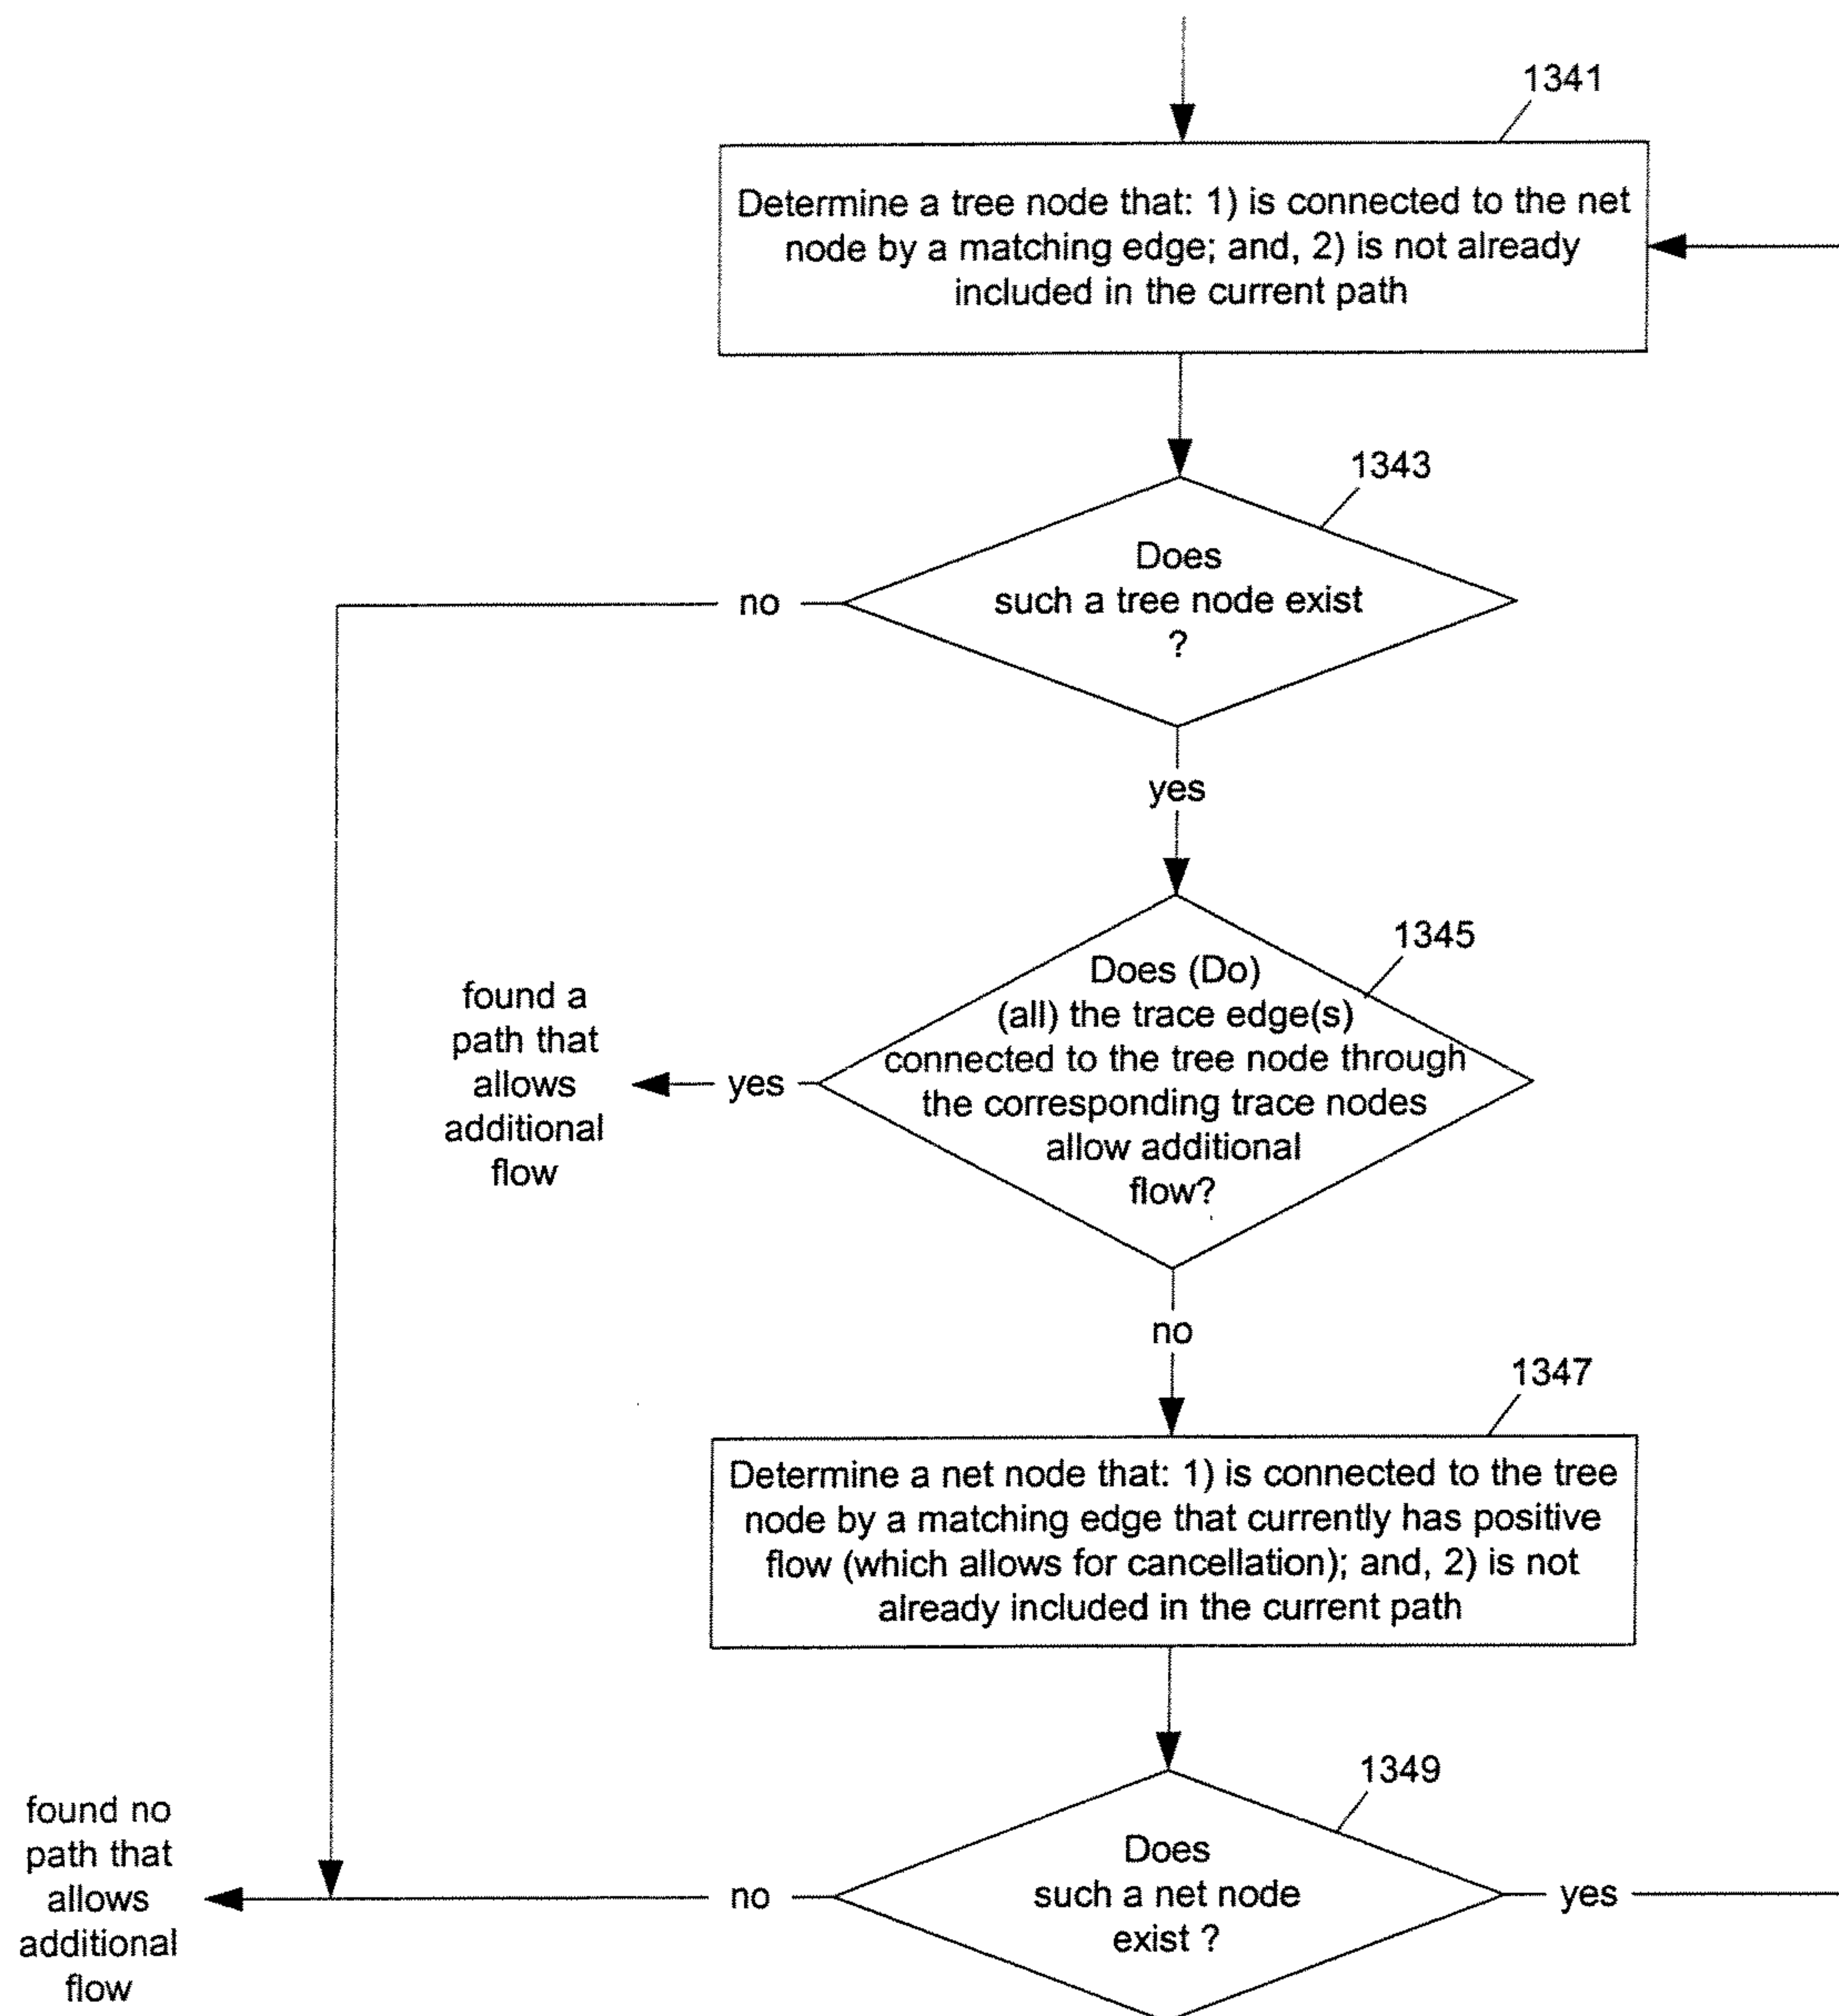 1341
Determine a tree node that: 1) is connected to the net
node by a matching edge; and, 2) is not already
included in the current path
1343
Does
such a tree node exist
?
no
yes
1345
Does (Do)
(all) the trace edge(s)
connected to the tree node through
the corresponding trace nodes
allow additional
flow?
yes
found a
path that
allows
additional
flow
no
1347
Determine a net node that: 1) is connected to the tree
node by a matching edge that currently has positive
flow (which allows for cancellation); and, 2) is not
already included in the current path
1349
Does
such a net node
exist ?
no
yes
found no
path that
allows
additional
flow